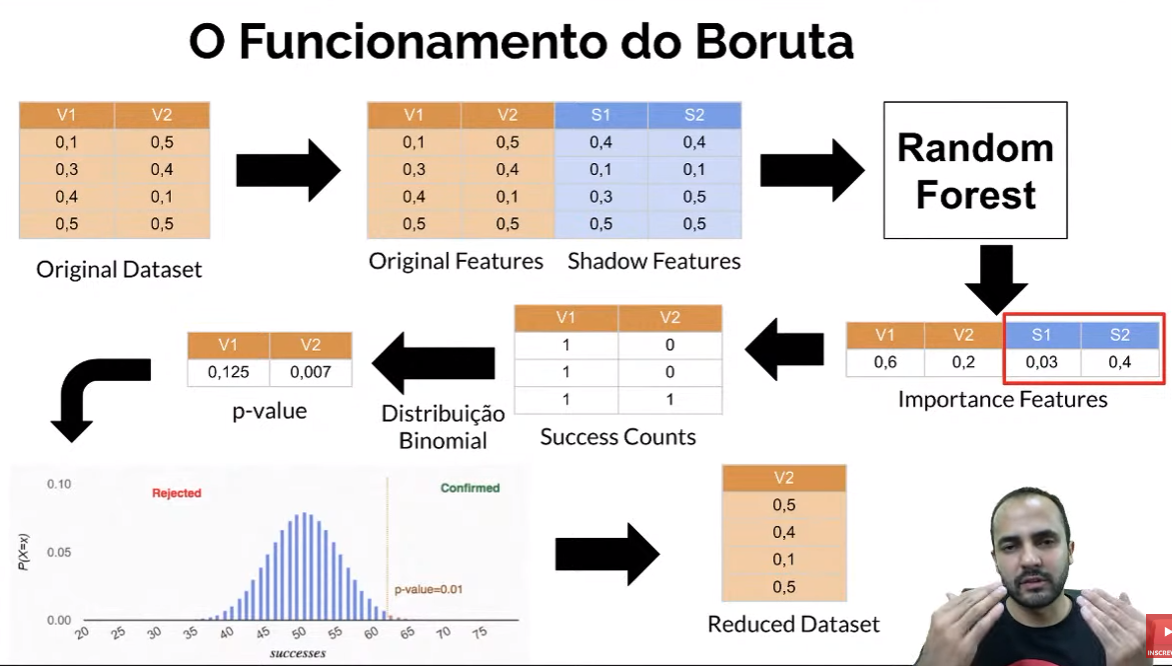 O Funcionamento do Boruta
V1 V2
0,1 0,5
0,3 0,4
0,4 0,1
0,5 0,5
Original Dataset
V1 V2 S1 S2
0,1 0,5 0,4 0,4
0,3 0,4 0,1 0,1
0,4 0,1 0,3 0,5
0,5 0,5 0,5 0,5
Original Features Shadow Features
Random
Forest
V1 V2 S1 S2
0,6 0,2 0,03 0,4
Importance Features
V1 V2
1 0
1 0
1 1
Success Counts
Distribuição
Binomial
V1 V2
0,125 0,007
p-value
0.10
0.05
0.00
P(X=x)
Rejected
Confirmed
p-value=0.01
20 25 30 35 40 45 50 55 60 65 70 75
successes
V2
0,5
0,4
0,1
0,5
Reduced Dataset